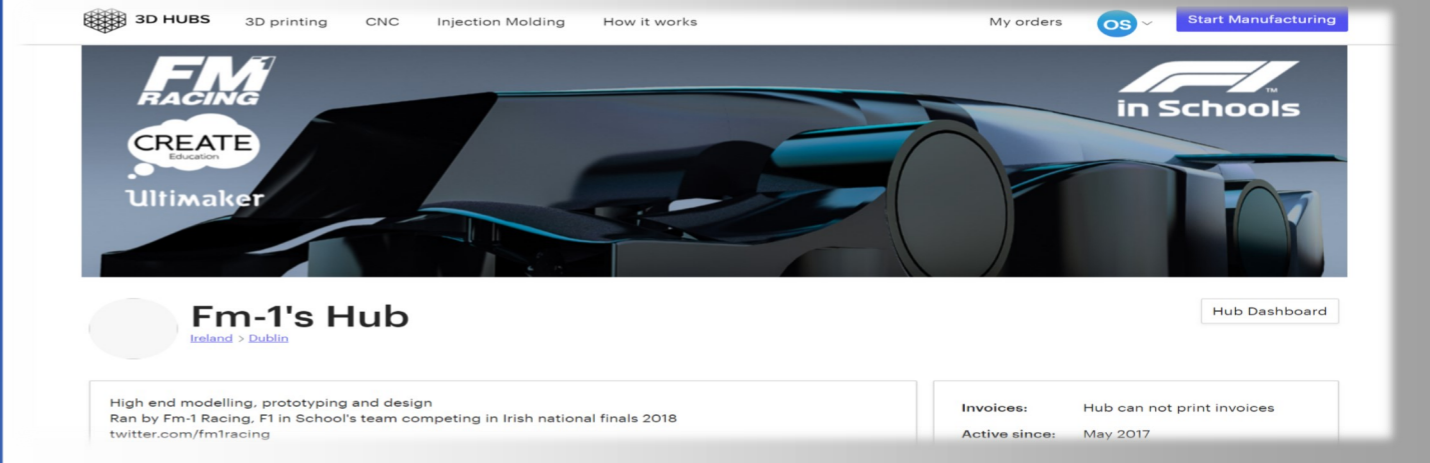 3D HUBS 3D printing CNC Injection Molding How it works My orders OS Start Manufacturing
FM1
RACING
F1™
in Schools
CREATE
Education
Ultimaker
Fm-1's Hub
Hub Dashboard
Ireland > Dublin
High end modelling, prototyping and design
Ran by Fm-1 Racing, F1 in School's team competing in Irish national finals 2018
twitter.com/fm1racing
Invoices: Hub can not print invoices
Active since: May 2017